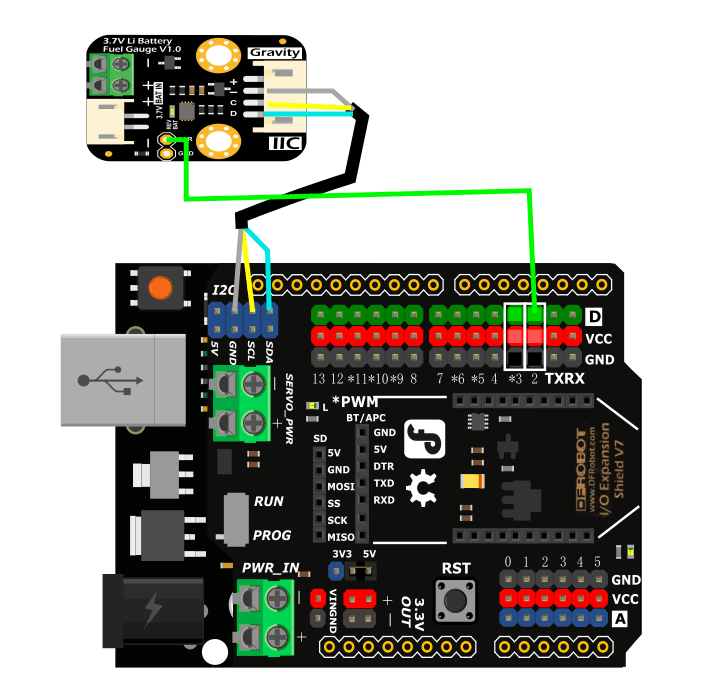 3.7V Li Battery
Fuel Gauge V1.0
Gravity
3.7V
BAT IN
REV
BAT
+
−
C
D
GND
IIC
I2C
5V
GND
SCL
SDA
D
VCC
GND
13 12 *11 *10 *9 8 7 *6 *5 4 *3 2 TXRX
SERVO_PWR
*PWM
L
BT/APC
SD
5V
GND
MOSI
SS
SCK
MISO
GND
5V
DTR
TXD
RXD
DFROBOT
www.DFRobot.com
I/O Expansion
Shield V7
RUN
PROG
3V3 5V
PWR_IN
RST
VIN
GND
3.3V
OUT
0 1 2 3 4 5
GND
VCC
A